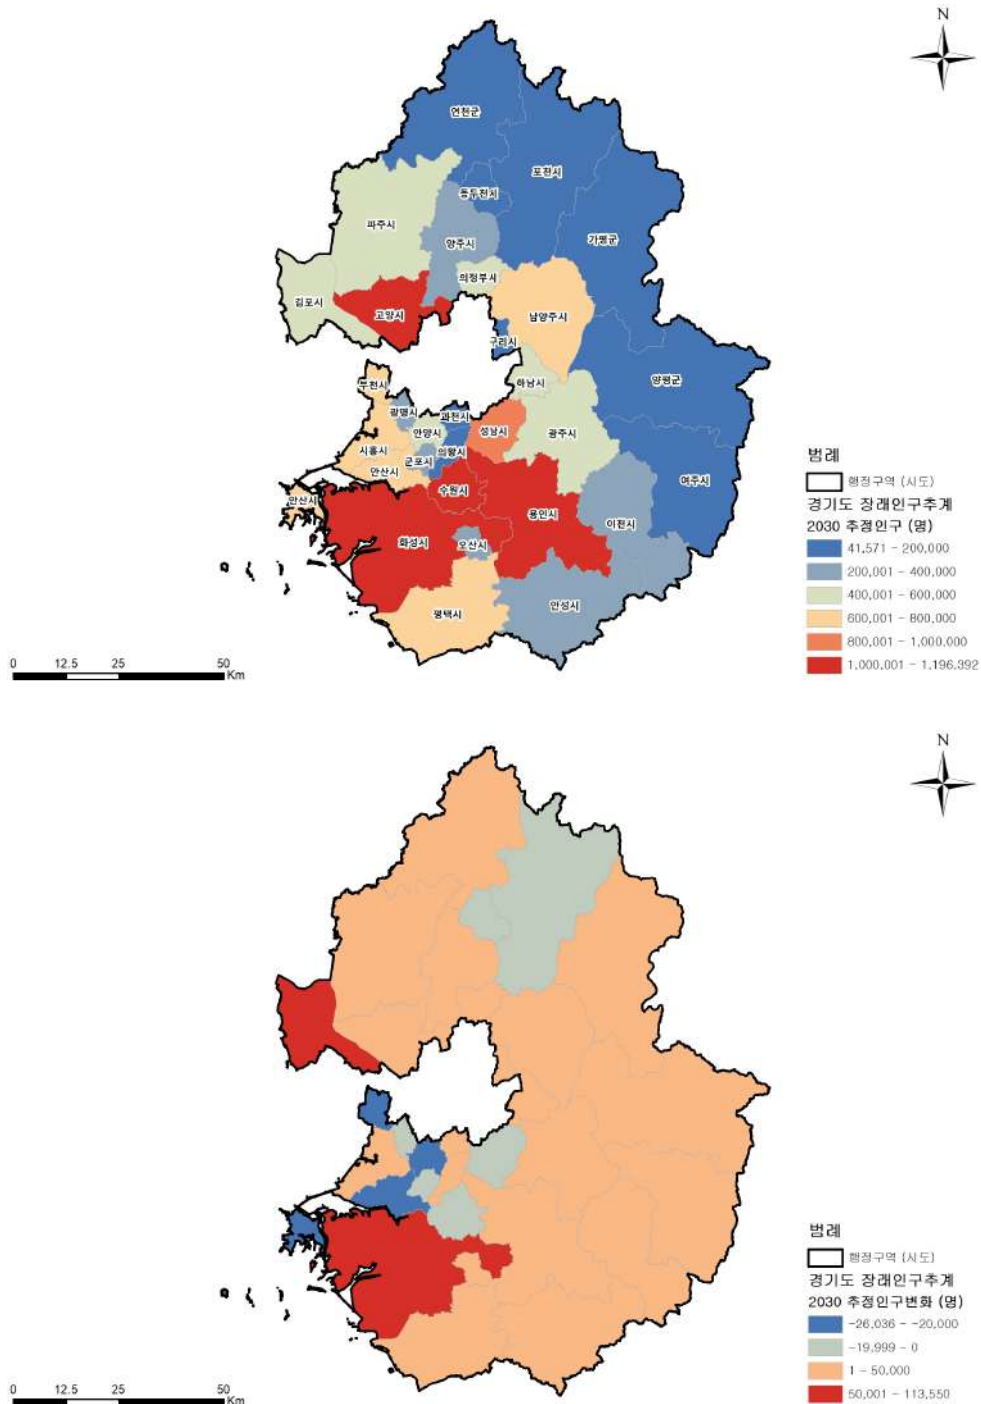 N
연천군
포천시
동두천시
파주시
양주시
가평군
의정부시
김포시
고양시
남양주시
구리시
양평군
하남시
부천시
광명시
과천시
안양시
성남시
광주시
시흥시
의왕시
군포시
안산시
수원시
안산시
여주시
용인시
이천시
화성시
오산시
안성시
평택시
범례
행정구역 (시도)
경기도 장래인구추계
2030 추정인구 (명)
41,571 - 200,000
200,001 - 400,000
400,001 - 600,000
600,001 - 800,000
800,001 - 1,000,000
1,000,001 - 1,196,392
0 12.5 25 50
Km
N
범례
행정구역 (시도)
경기도 장래인구추계
2030 추정인구변화 (명)
-26,036 - -20,000
-19,999 - 0
1 - 50,000
50,001 - 113,550
0 12.5 25 50
Km